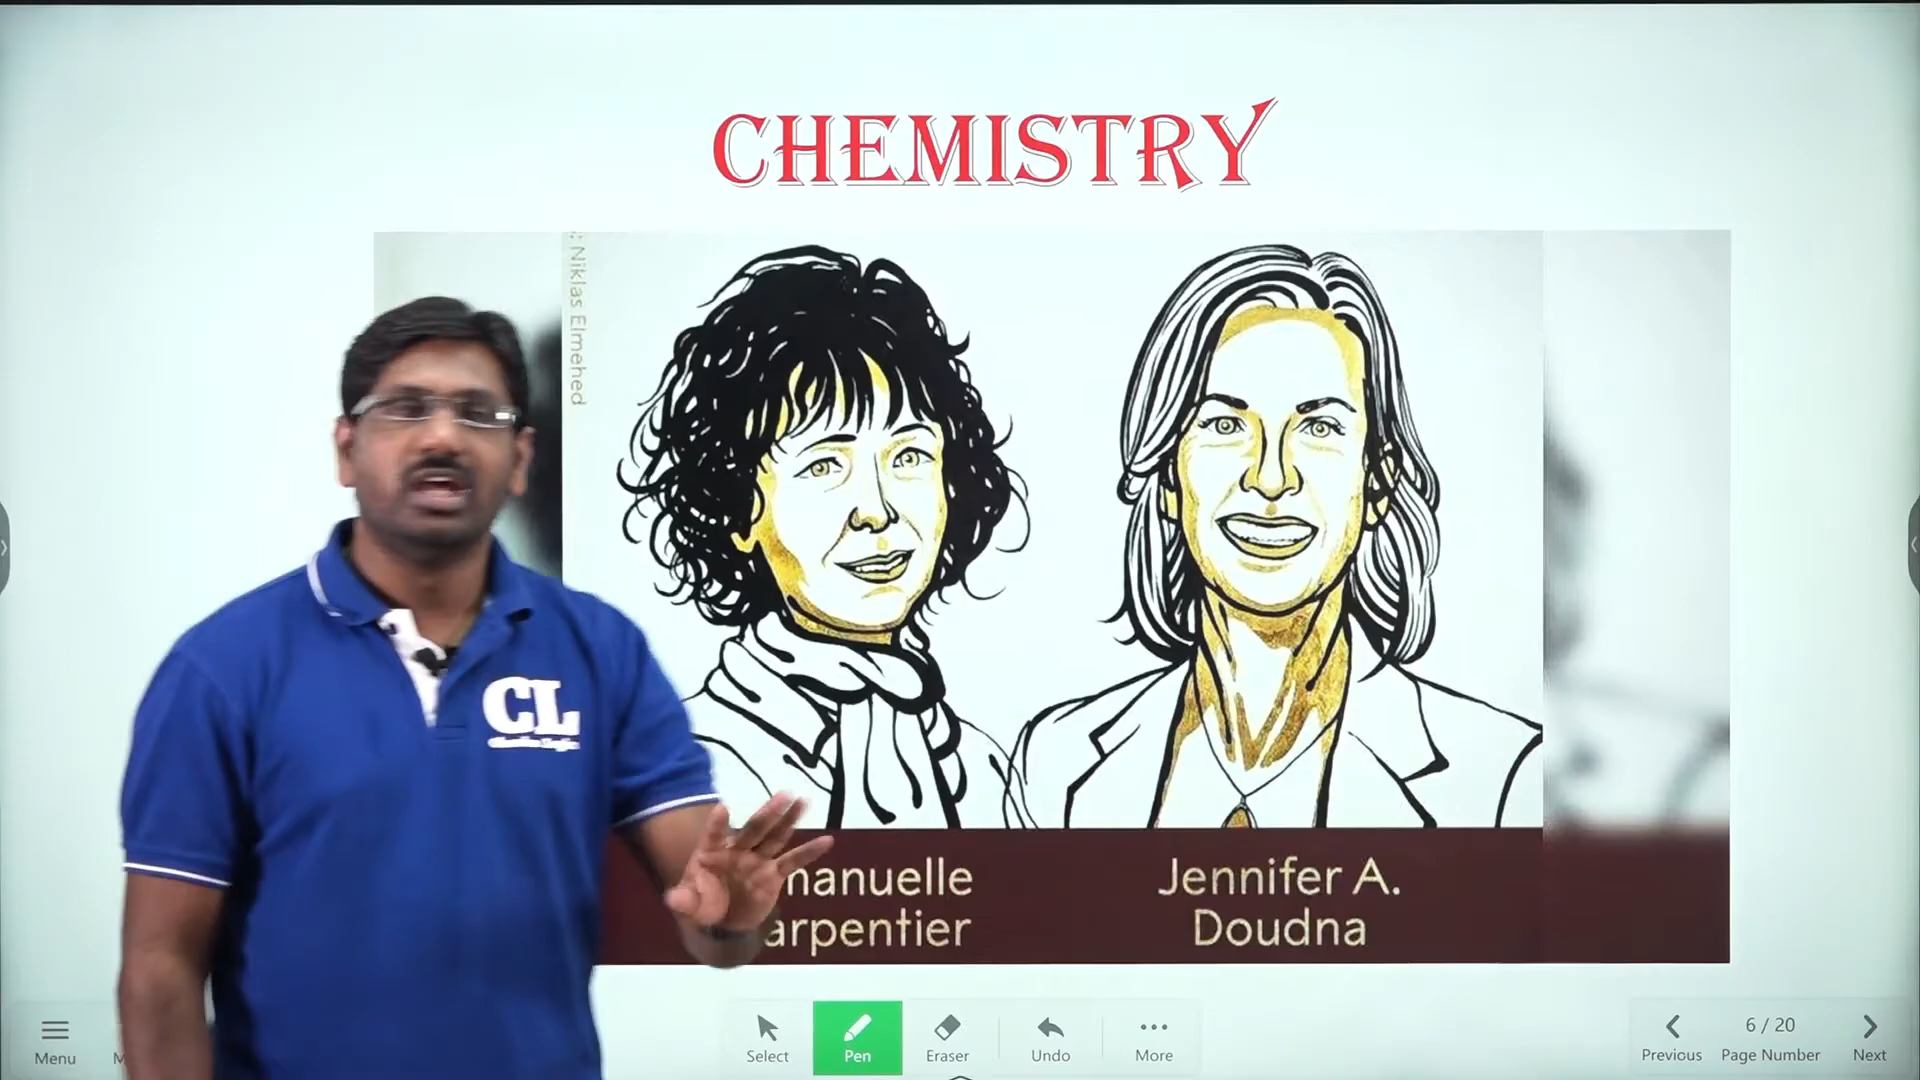 CHEMISTRY
: Niklas Elmehed
CL
manuelle
arpentier
Jennifer A.
Doudna
Menu
M
Select
Pen
Eraser
Undo
More
6 / 20
Previous
Page Number
Next